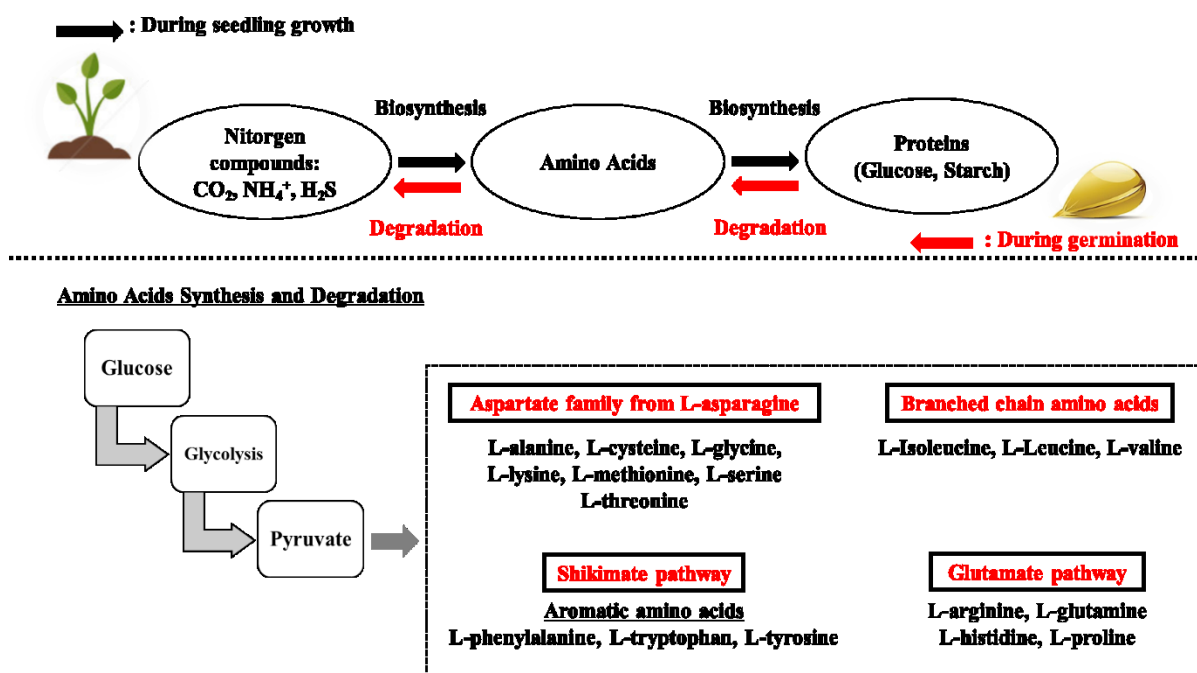 : During seedling growth
Biosynthesis
Biosynthesis
Nitorgen
compounds:
CO₂, NH₄⁺, H₂S
Amino Acids
Proteins
(Glucose, Starch)
Degradation
Degradation
: During germination
Amino Acids Synthesis and Degradation
Glucose
Glycolysis
Pyruvate
Aspartate family from L-asparagine
L-alanine, L-cysteine, L-glycine,
L-lysine, L-methionine, L-serine
L-threonine
Branched chain amino acids
L-Isoleucine, L-Leucine, L-valine
Shikimate pathway
Aromatic amino acids
L-phenylalanine, L-tryptophan, L-tyrosine
Glutamate pathway
L-arginine, L-glutamine
L-histidine, L-proline